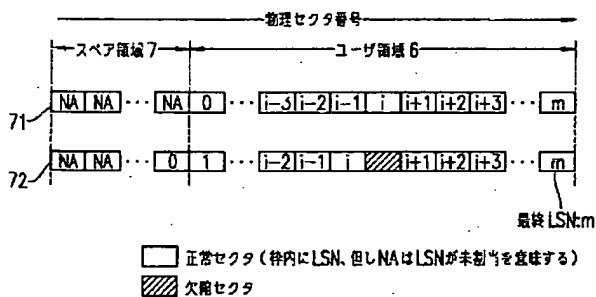 物理セクタ番号
スペア領域7 ユーザ領域6
71 NA NA … NA 0 … i-3 i-2 i-1 i i+1 i+2 i+3 … m
72 NA NA … 0 1 … i-2 i-1 i i+1 i+2 i+3 … m
最終LSN:m
正常セクタ(枠内にLSN、但しNAはLSNが未割当を意味する)
欠陥セクタ